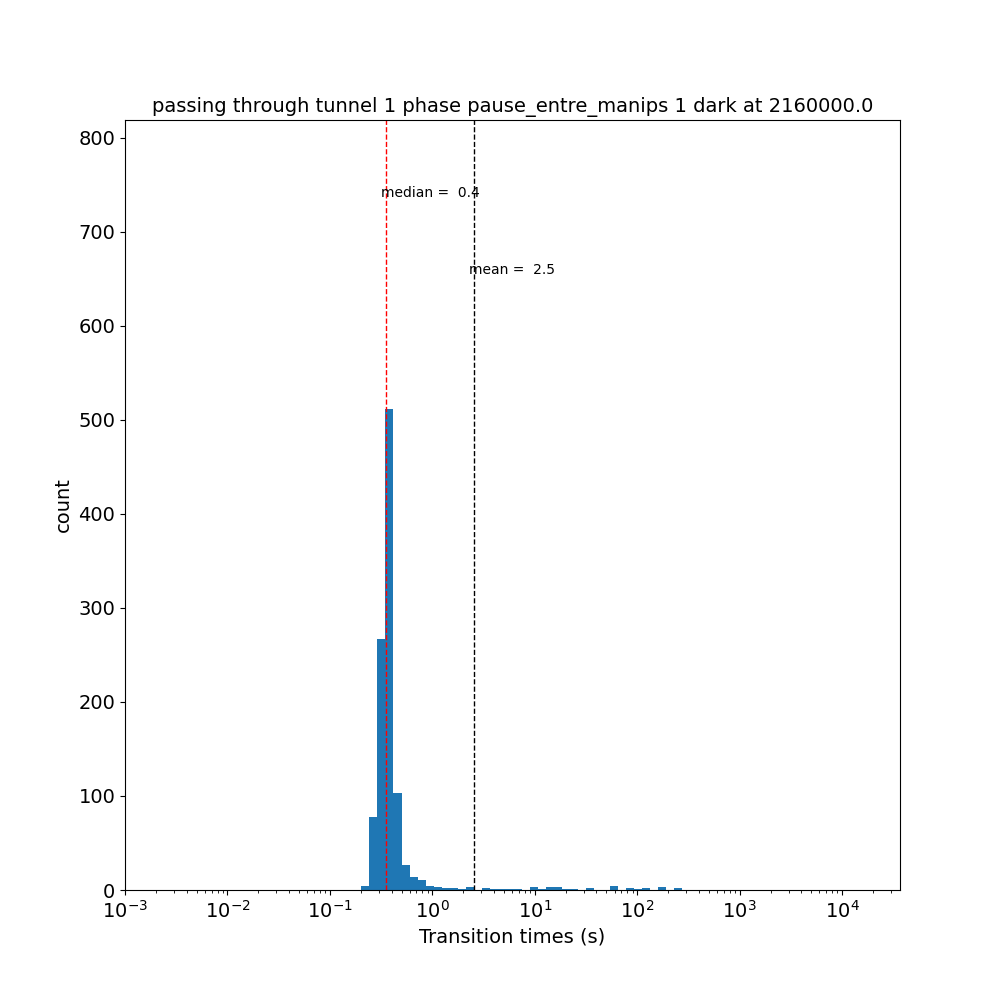 passing through tunnel 1 phase pause_entre_manips 1 dark at 2160000.0
800
median =  0.4
700
mean =  2.5
600
500
400
300
200
100
0
count
10⁻³ 10⁻² 10⁻¹ 10⁰ 10¹ 10² 10³ 10⁴
Transition times (s)